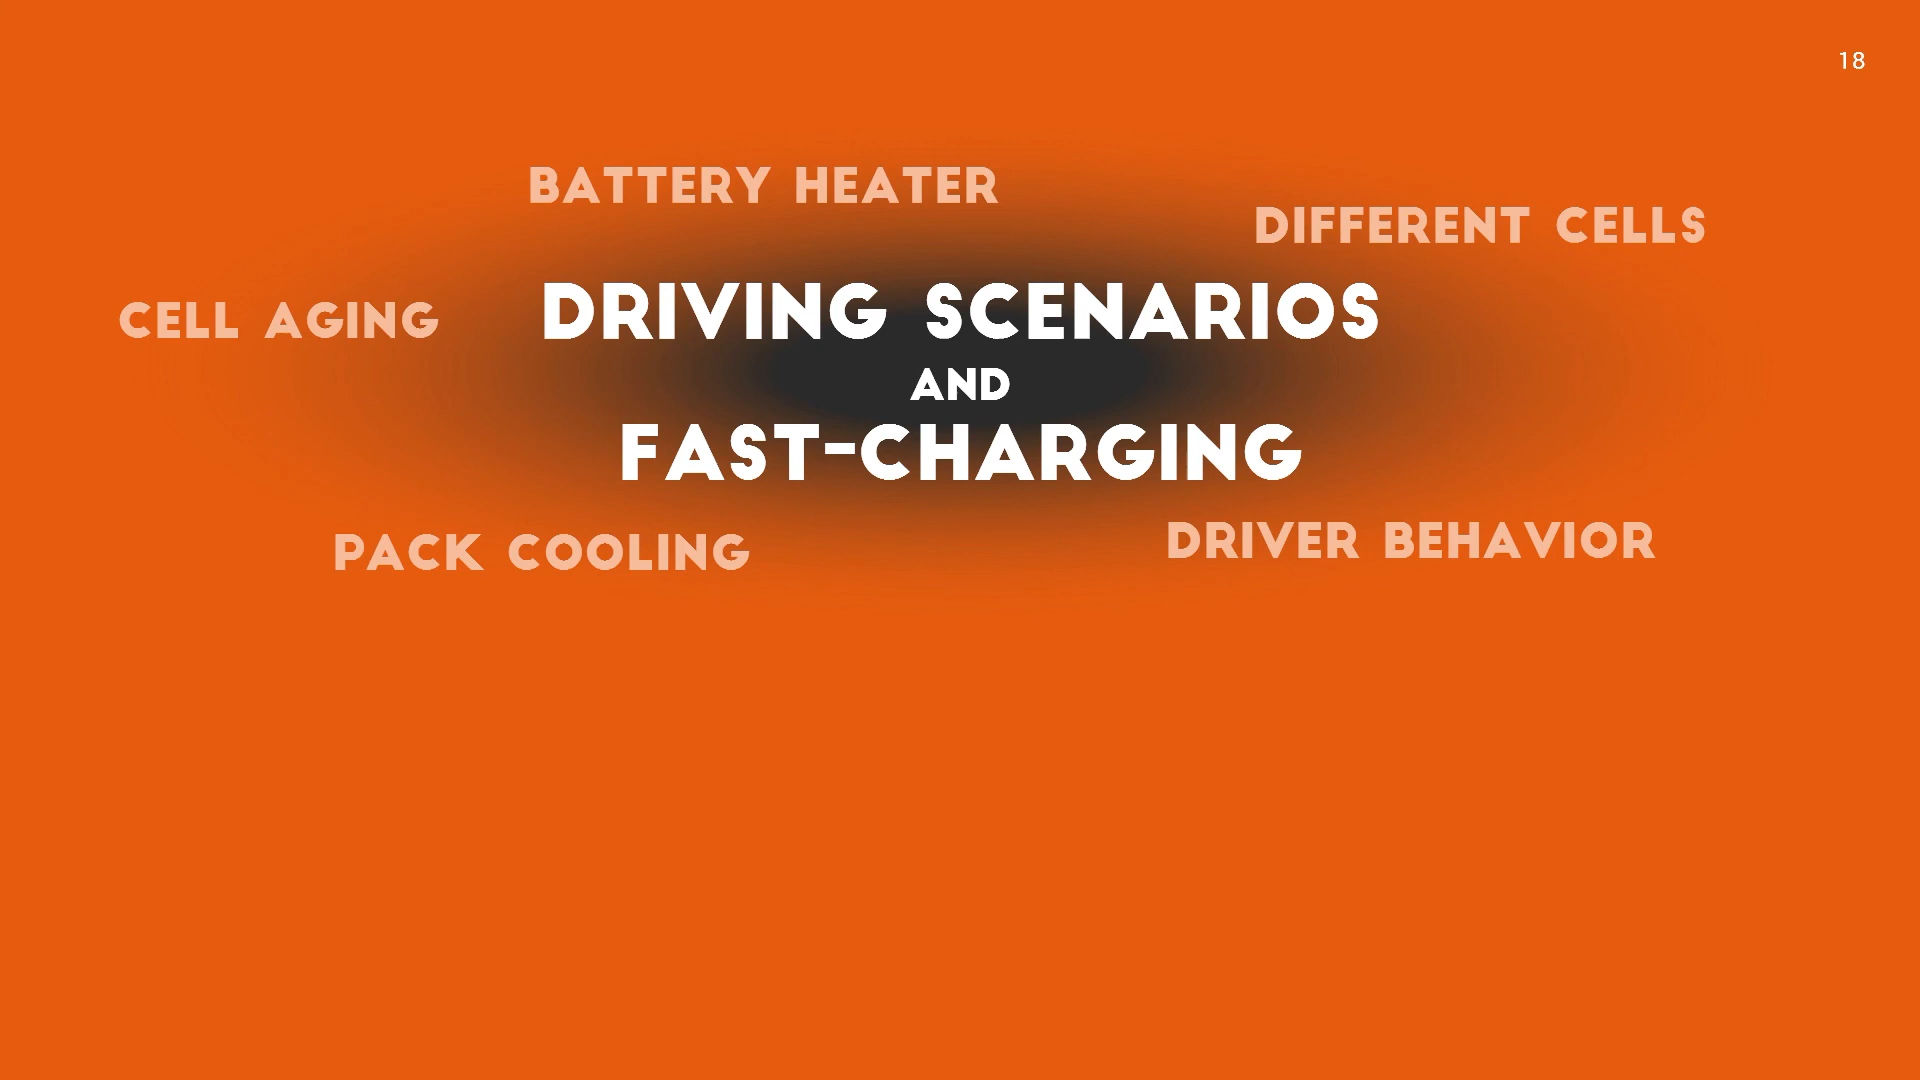 18
BATTERY HEATER
DIFFERENT CELLS
CELL AGING
DRIVING SCENARIOS
AND
FAST-CHARGING
PACK COOLING
DRIVER BEHAVIOR